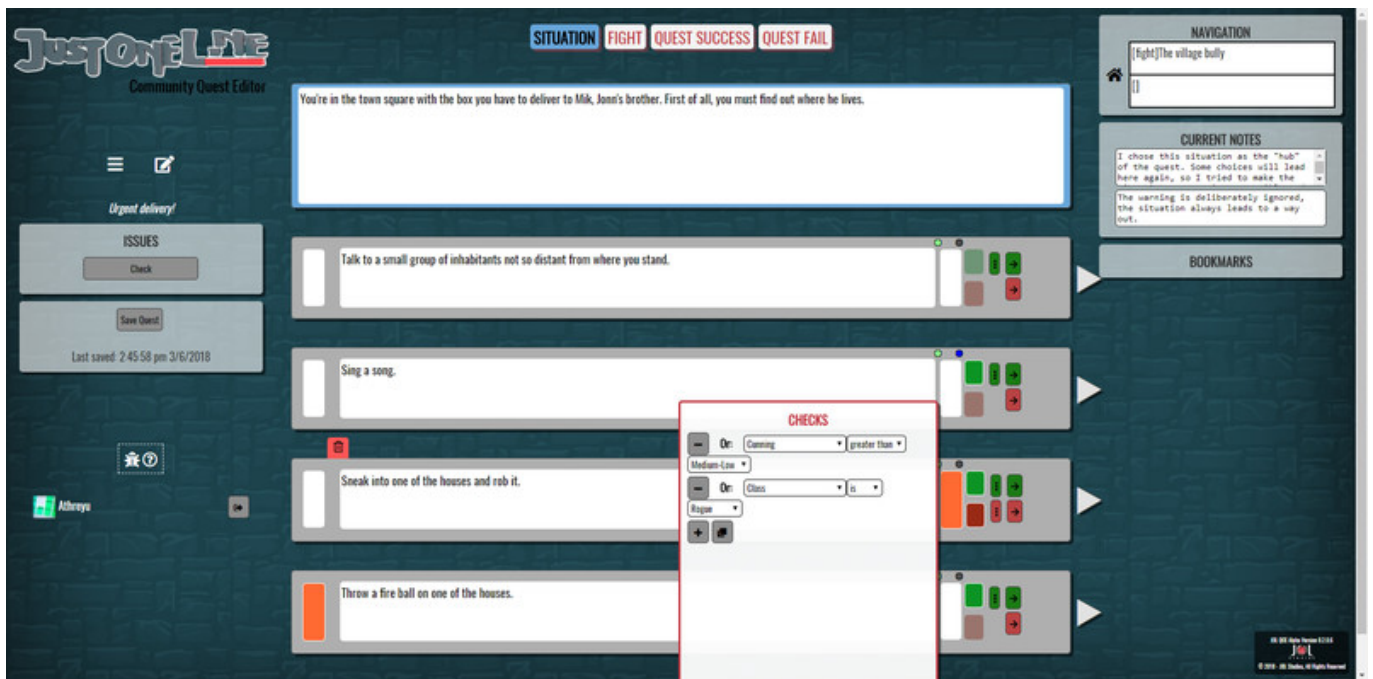 JustOneLife
Community Quest Editor
Urgent delivery!
ISSUES
Check
Save Quest
Last saved: 2:45:58 pm 3/6/2018
Athreyu
SITUATION FIGHT QUEST SUCCESS QUEST FAIL
You're in the town square with the box you have to deliver to Mik, Jonn's brother. First of all, you must find out where he lives.
Talk to a small group of inhabitants not so distant from where you stand.
Sing a song.
Sneak into one of the houses and rob it.
Throw a fire ball on one of the houses.
CHECKS
Or: Cunning greater than
Medium-Low
Or: Class is
Rogue
NAVIGATION
[fight]The village bully
[]
CURRENT NOTES
I chose this situation as the "hub"
of the quest. Some choices will lead
here again, so I tried to make the
The warning is deliberately ignored,
the situation always leads to a way
out.
BOOKMARKS
JOL